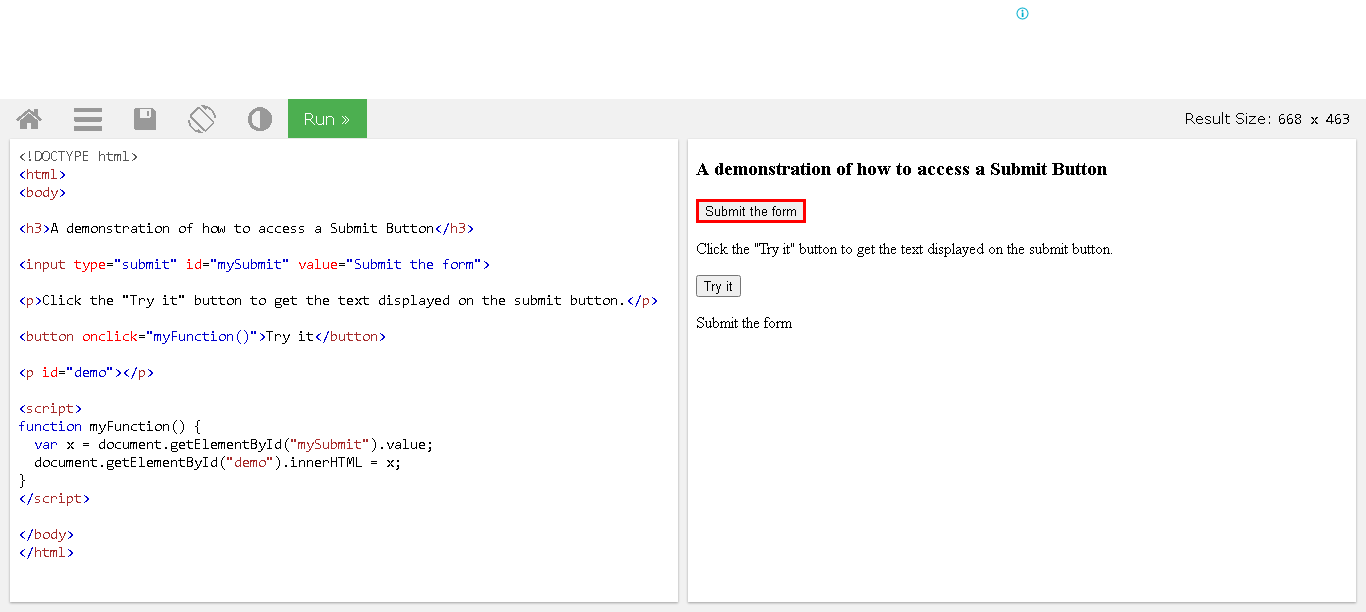 Run »
Result Size: 668 x 463
<!DOCTYPE html>
<html>
<body>
<h3>A demonstration of how to access a Submit Button</h3>
<input type="submit" id="mySubmit" value="Submit the form">
<p>Click the "Try it" button to get the text displayed on the submit button.</p>
<button onclick="myFunction()">Try it</button>
<p id="demo"></p>
<script>
function myFunction() {
  var x = document.getElementById("mySubmit").value;
  document.getElementById("demo").innerHTML = x;
}
</script>
</body>
</html>
A demonstration of how to access a Submit Button
Submit the form
Click the "Try it" button to get the text displayed on the submit button.
Try it
Submit the form